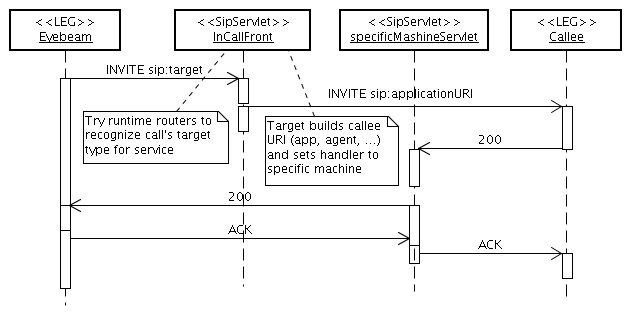 <<LEG>>
Eyebeam
<<SipServlet>>
InCallFront
<<SipServlet>>
specificMachineServlet
<<LEG>>
Callee
INVITE sip:target
INVITE sip:applicationURI
Try runtime routers to
recognize call's target
type for service
Target builds callee
URI (app, agent, ...)
and sets handler to
specific machine
200
200
ACK
ACK